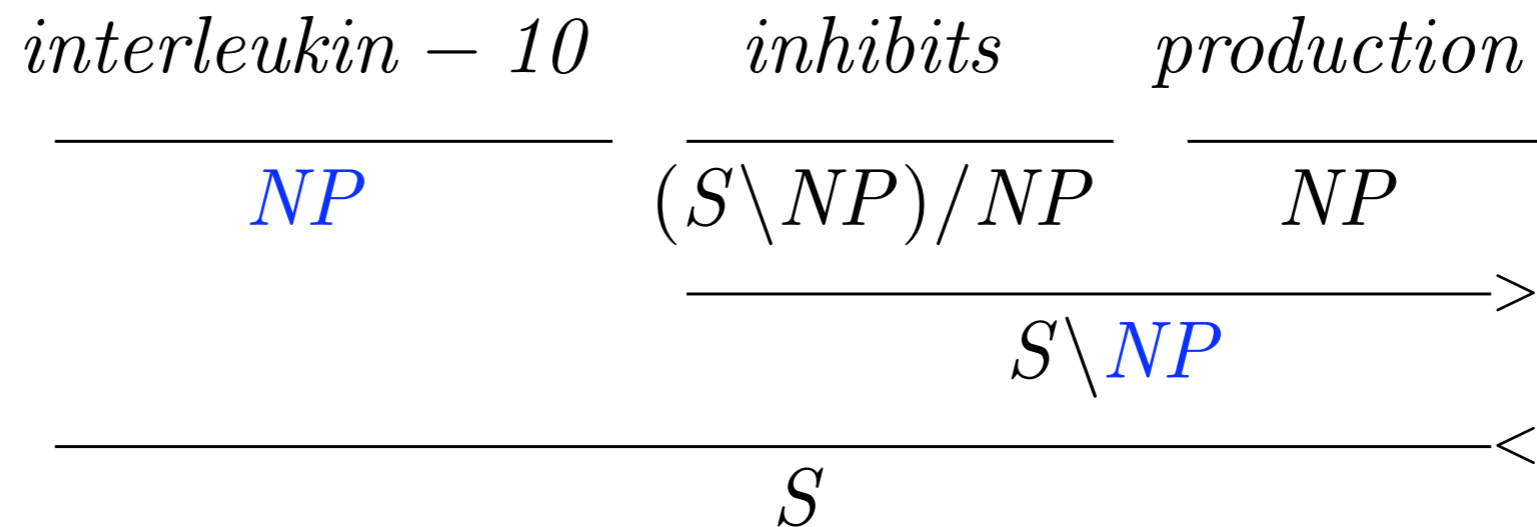 interleukin – 10 inhibits production
NP (S\NP)/NP NP
>
S\NP
<
S